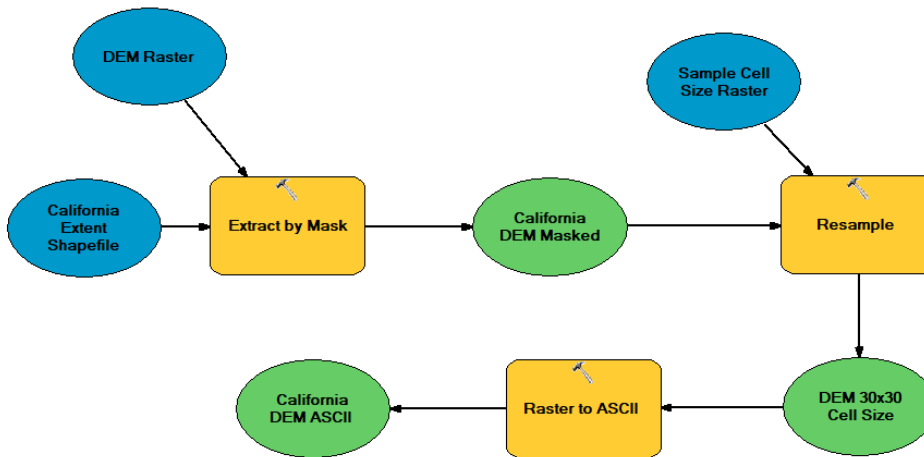 DEM Raster
Sample Cell
Size Raster
California
Extent
Shapefile
Extract by Mask
California
DEM Masked
Resample
California
DEM ASCII
Raster to ASCII
DEM 30x30
Cell Size